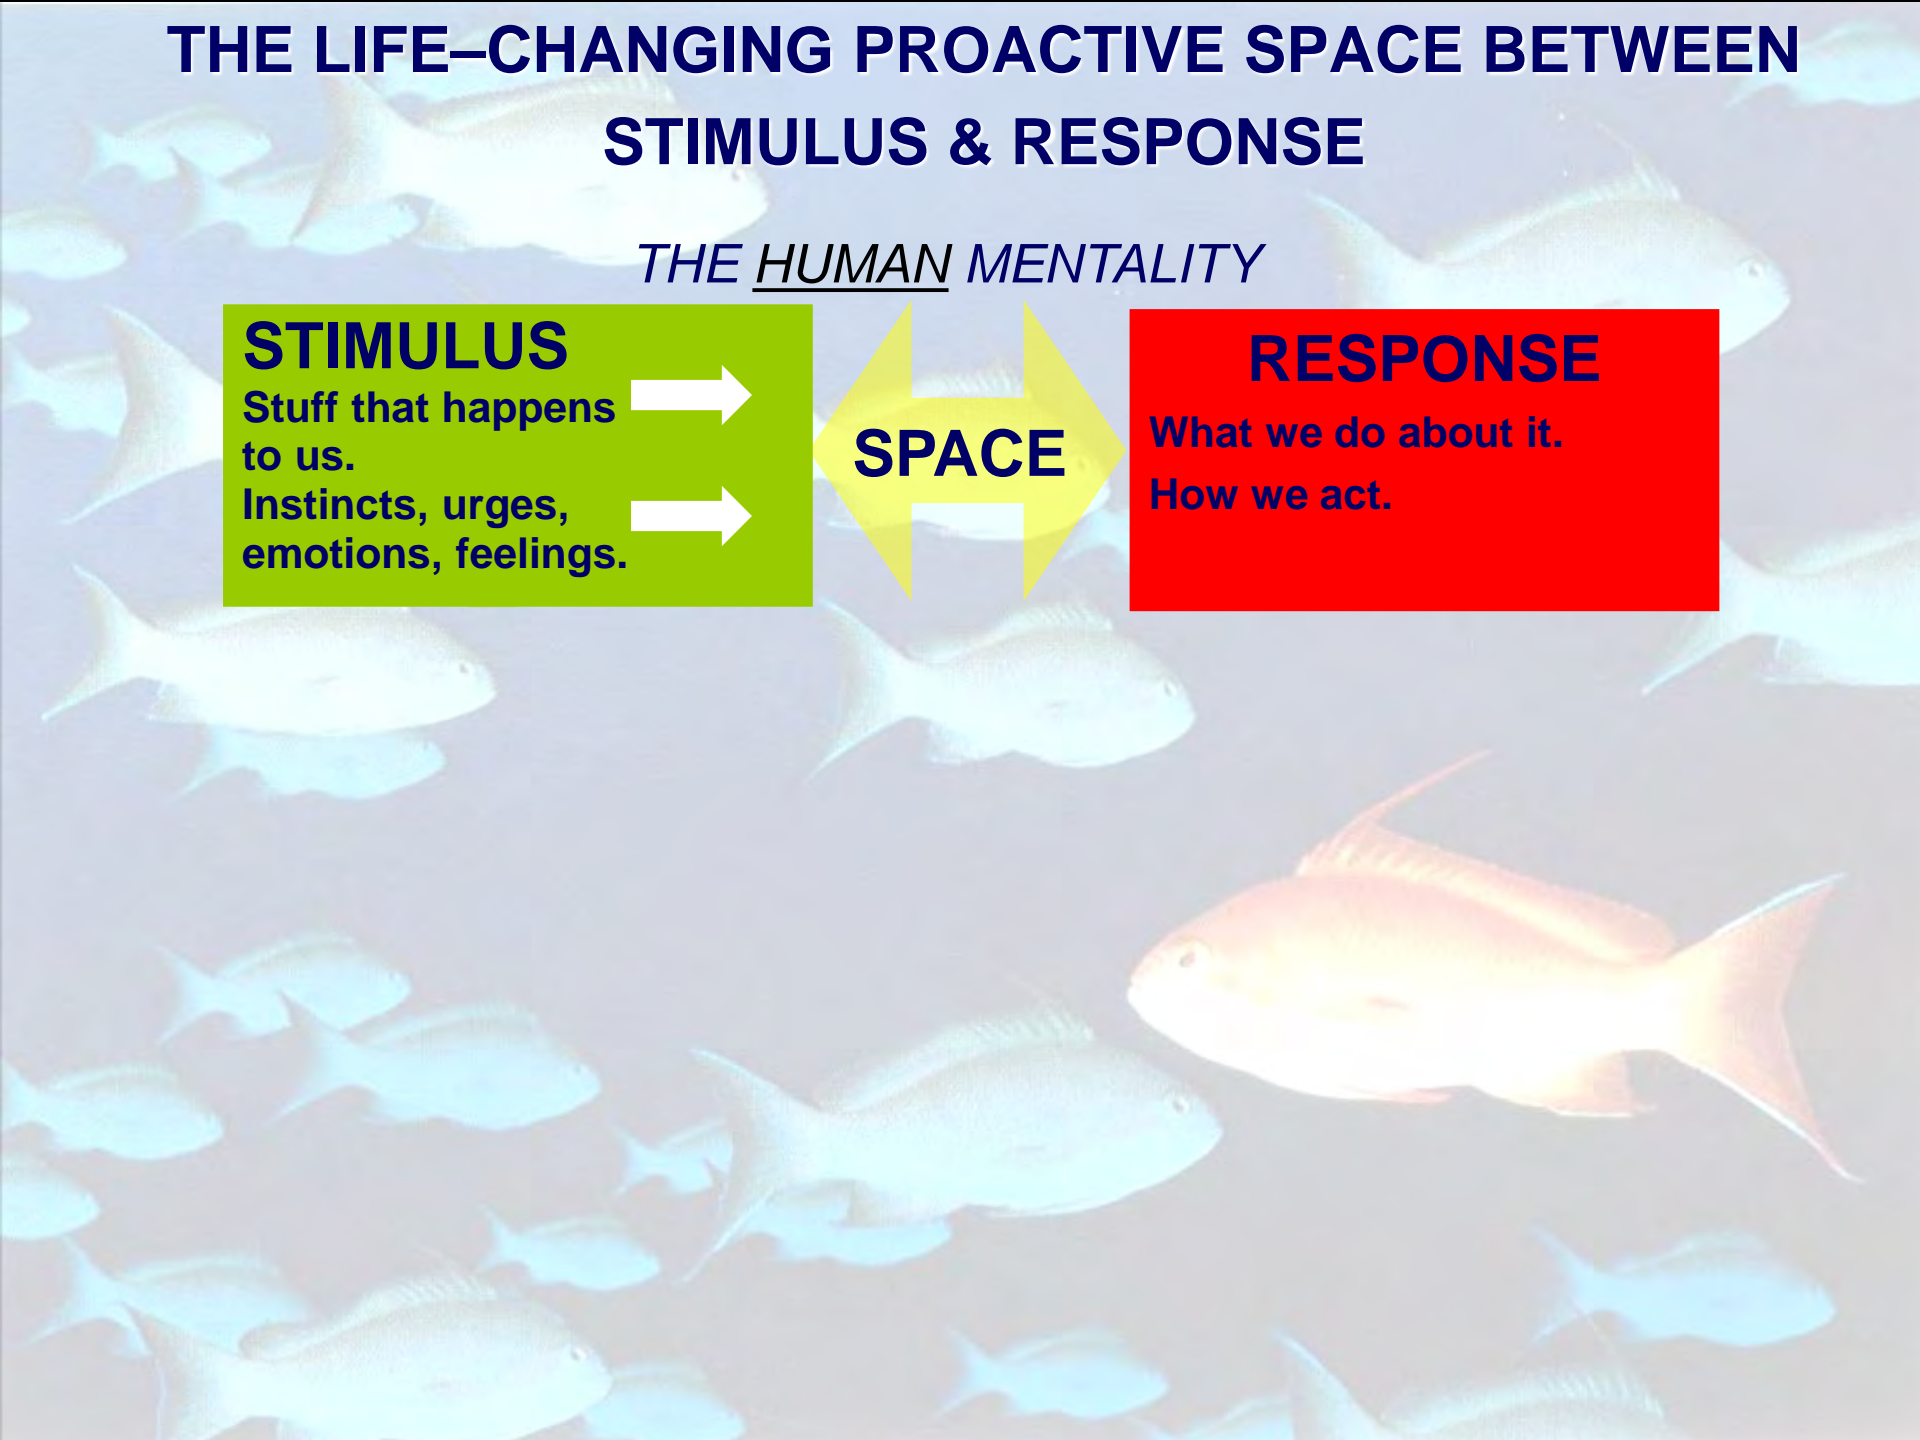 THE LIFE–CHANGING PROACTIVE SPACE BETWEEN
STIMULUS & RESPONSE
THE HUMAN MENTALITY
STIMULUS
Stuff that happens
to us.
Instincts, urges,
emotions, feelings.
SPACE
RESPONSE
What we do about it.
How we act.